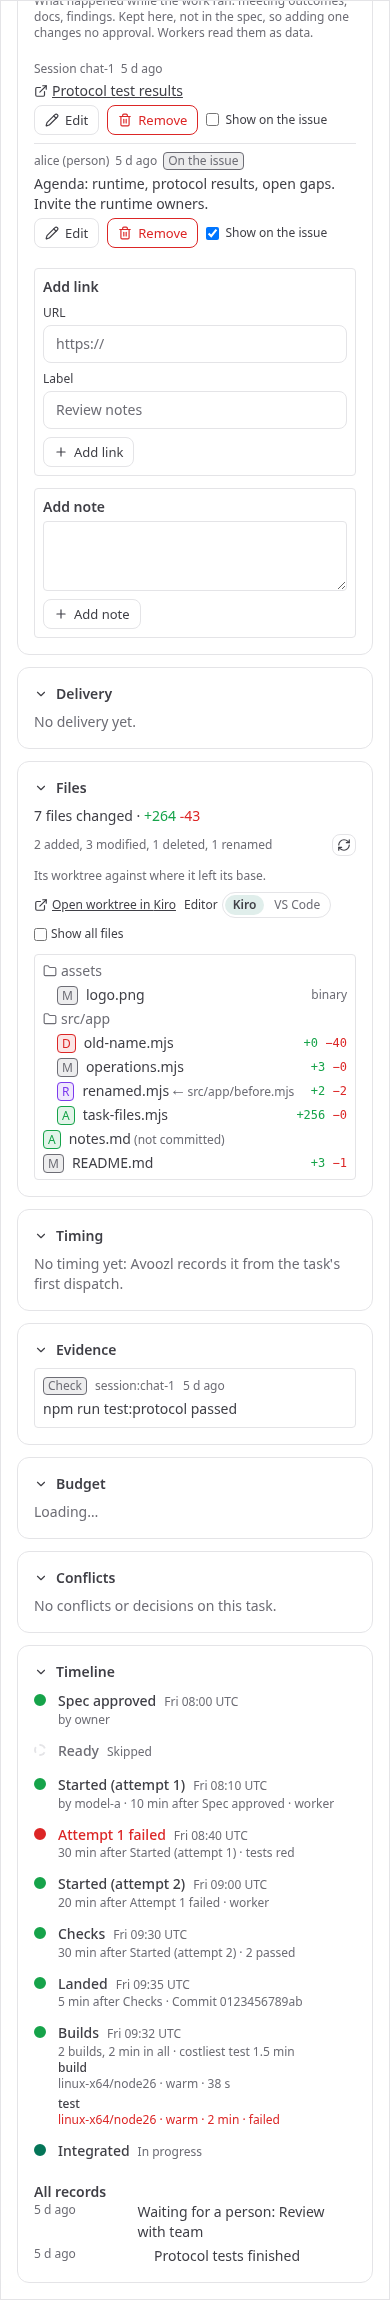 What happened while the work ran: meeting outcomes,
docs, findings. Kept here, not in the spec, so adding one
changes no approval. Workers read them as data.
Session chat-1 5 d ago
Protocol test results
Edit Remove Show on the issue
alice (person) 5 d ago On the issue
Agenda: runtime, protocol results, open gaps.
Invite the runtime owners.
Edit Remove Show on the issue
Add link
URL
https://
Label
Review notes
Add link
Add note
Add note
Delivery
No delivery yet.
Files
7 files changed · +264 -43
2 added, 3 modified, 1 deleted, 1 renamed
Its worktree against where it left its base.
Open worktree in Kiro Editor Kiro VS Code
Show all files
assets
M logo.png binary
src/app
D old-name.mjs +0 −40
M operations.mjs +3 −0
R renamed.mjs ← src/app/before.mjs +2 −2
A task-files.mjs +256 −0
A notes.md (not committed)
M README.md +3 −1
Timing
No timing yet: Avoozl records it from the task's
first dispatch.
Evidence
Check session:chat-1 5 d ago
npm run test:protocol passed
Budget
Loading…
Conflicts
No conflicts or decisions on this task.
Timeline
Spec approved Fri 08:00 UTC
by owner
Ready Skipped
Started (attempt 1) Fri 08:10 UTC
by model-a · 10 min after Spec approved · worker
Attempt 1 failed Fri 08:40 UTC
30 min after Started (attempt 1) · tests red
Started (attempt 2) Fri 09:00 UTC
20 min after Attempt 1 failed · worker
Checks Fri 09:30 UTC
30 min after Started (attempt 2) · 2 passed
Landed Fri 09:35 UTC
5 min after Checks · Commit 0123456789ab
Builds Fri 09:32 UTC
2 builds, 2 min in all · costliest test 1.5 min
build
linux-x64/node26 · warm · 38 s
test
linux-x64/node26 · warm · 2 min · failed
Integrated In progress
All records
5 d ago Waiting for a person: Review
with team
5 d ago Protocol tests finished